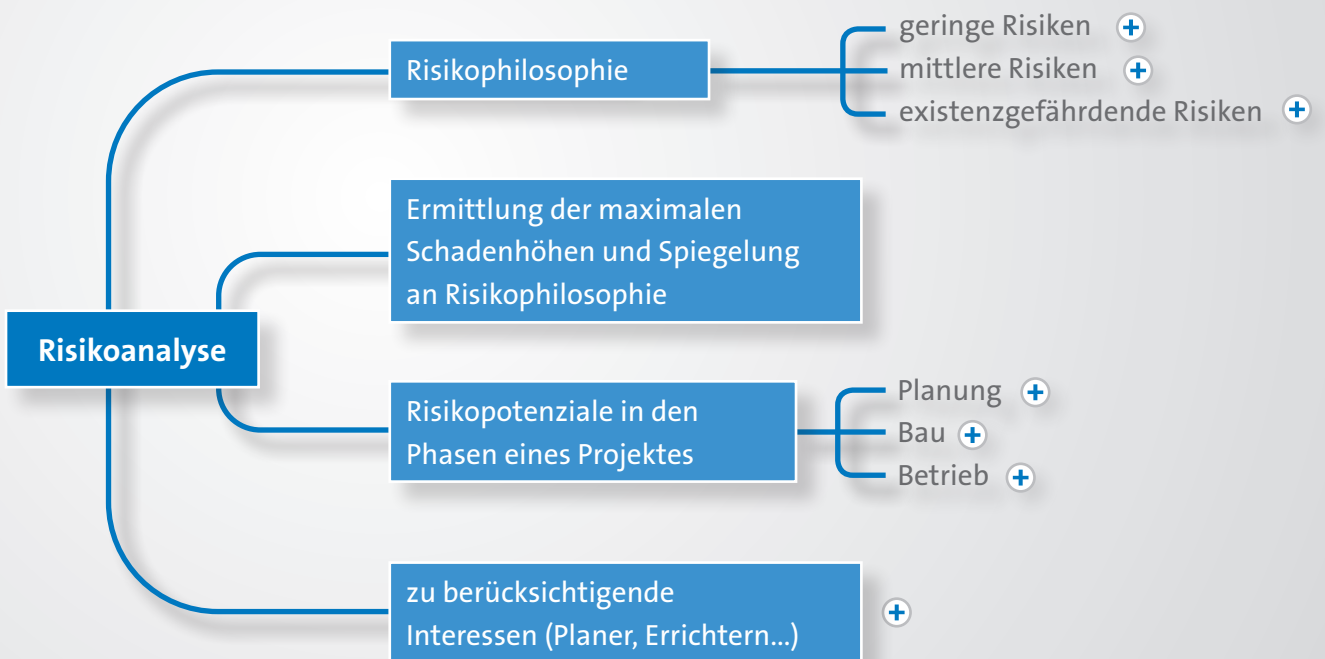 Risikoanalyse
Risikophilosophie
geringe Risiken
mittlere Risiken
existenzgefährdende Risiken
Ermittlung der maximalen
Schadenhöhen und Spiegelung
an Risikophilosophie
Risikopotenziale in den
Phasen eines Projektes
Planung
Bau
Betrieb
zu berücksichtigende
Interessen (Planer, Errichtern...)